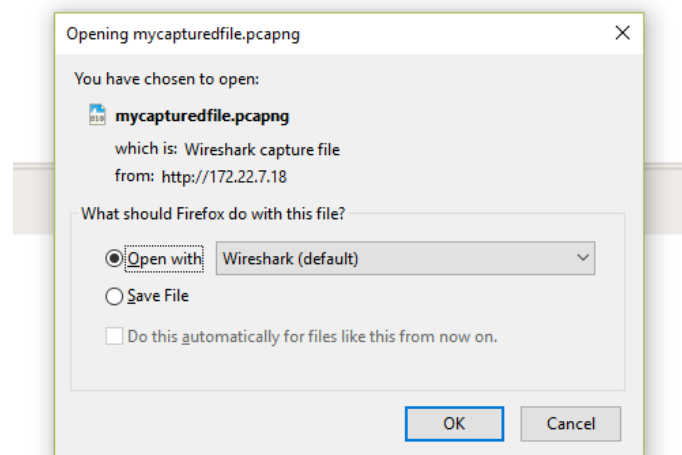 Opening mycapturedfile.pcapng
You have chosen to open:
mycapturedfile.pcapng
which is: Wireshark capture file
from: http://172.22.7.18
What should Firefox do with this file?
Open with Wireshark (default)
Save File
Do this automatically for files like this from now on.
OK Cancel